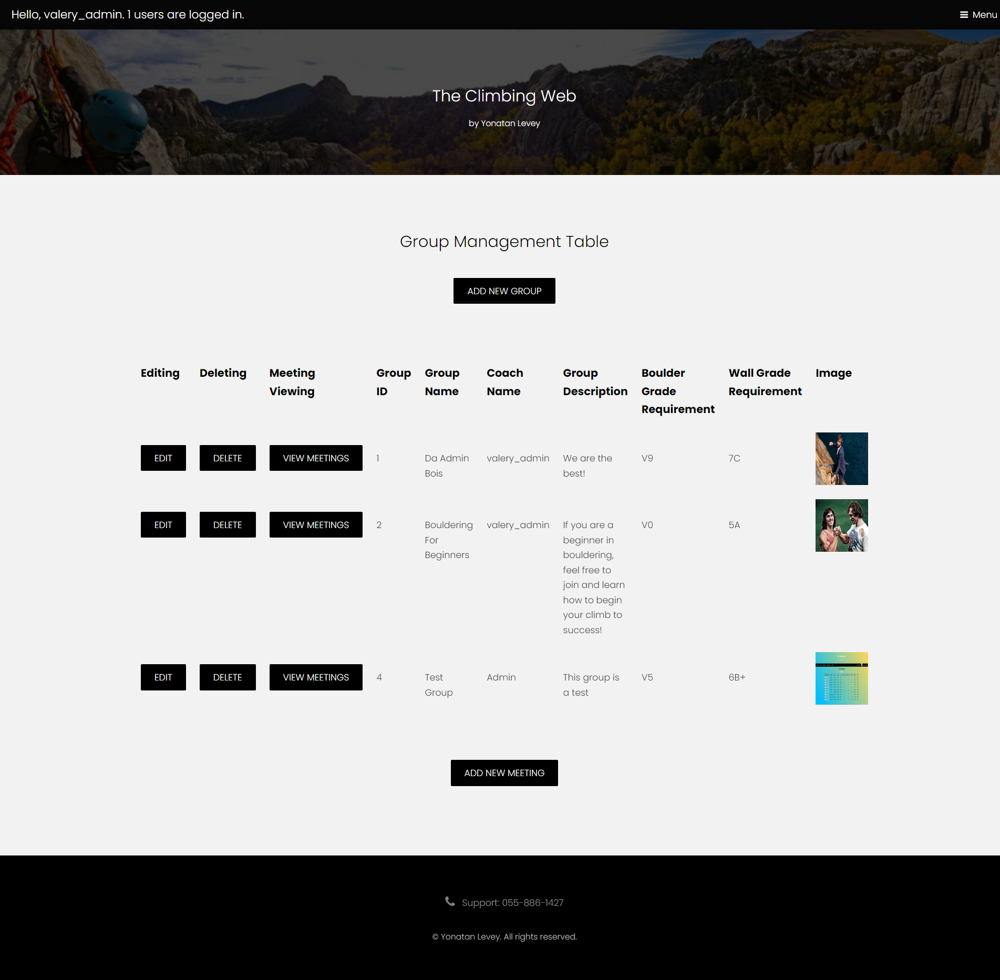 Hello, valery_admin. 1 users are logged in.
Menu
The Climbing Web
by Yonatan Levey
Group Management Table
ADD NEW GROUP
Editing Deleting Meeting Viewing Group ID Group Name Coach Name Group Description Boulder Grade Requirement Wall Grade Requirement Image
EDIT DELETE VIEW MEETINGS 1 Da Admin Bois valery_admin We are the best! V9 7C
EDIT DELETE VIEW MEETINGS 2 Bouldering For Beginners valery_admin If you are a beginner in bouldering, feel free to join and learn how to begin your climb to success! V0 5A
EDIT DELETE VIEW MEETINGS 4 Test Group Admin This group is a test V5 6B+
ADD NEW MEETING
Support: 055-886-1427
© Yonatan Levey. All rights reserved.